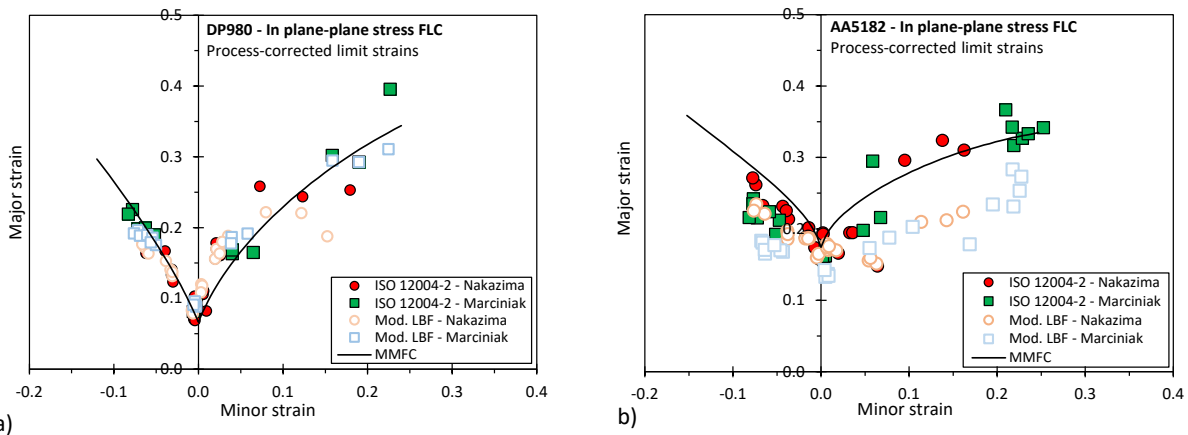 DP980 - In plane-plane stress FLC
Process-corrected limit strains
0.5
0.4
0.3
0.2
0.1
0.0
Major strain
ISO 12004-2 - Nakazima
ISO 12004-2 - Marciniak
Mod. LBF - Nakazima
Mod. LBF - Marciniak
MMFC
-0.2 -0.1 0.0 0.1 0.2 0.3 0.4
Minor strain
a)
AA5182 - In plane-plane stress FLC
Process-corrected limit strains
0.5
0.4
0.3
0.2
0.1
0.0
Major strain
ISO 12004-2 - Nakazima
ISO 12004-2 - Marciniak
Mod. LBF - Nakazima
Mod. LBF - Marciniak
MMFC
-0.2 -0.1 0.0 0.1 0.2 0.3 0.4
Minor strain
b)